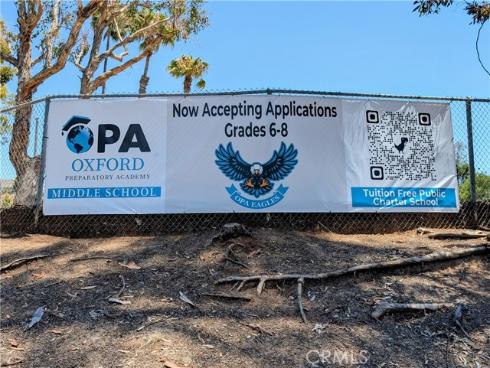 OPA
OXFORD
PREPARATORY ACADEMY
MIDDLE SCHOOL
Now Accepting Applications
Grades 6-8
OPA EAGLES
Tuition Free Public
Charter School
CRMLS